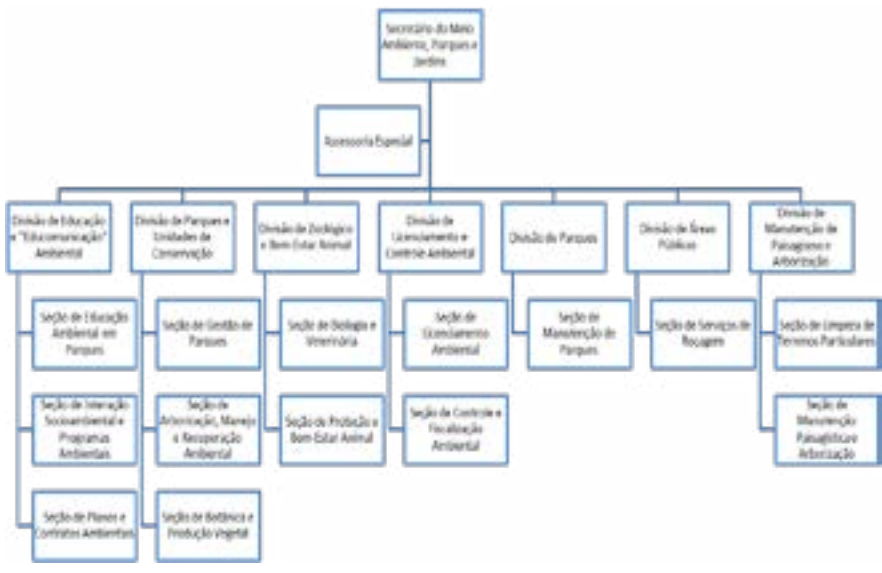 Secretário do Meio
Ambiente, Parques e
Jardins
Assessoria Especial
Divisão de Educação
e "Educomunicação"
Ambiental
Divisão de Parques e
Unidades de
Conservação
Divisão de Zoológico
e Bem-Estar Animal
Divisão de
Licenciamento e
Controle Ambiental
Divisão de Parques
Divisão de Áreas
Públicas
Divisão de
Manutenção de
Paisagismo e
Arborização
Seção de Educação
Ambiental em
Parques
Seção de Gestão de
Parques
Seção de Biologia e
Veterinária
Seção de
Licenciamento
Ambiental
Seção de
Manutenção de
Parques
Seção de Serviços de
Roçagem
Seção de Limpeza de
Terrenos Particulares
Seção de Interação
Socioambiental e
Programas
Ambientais
Seção de
Arborização, Manejo
e Recuperação
Ambiental
Seção de Proteção e
Bem-Estar Animal
Seção de Controle e
Fiscalização
Ambiental
Seção de
Manutenção
Paisagística e
Arborização
Seção de Planos e
Contratos Ambientais
Seção de Botânica e
Produção Vegetal